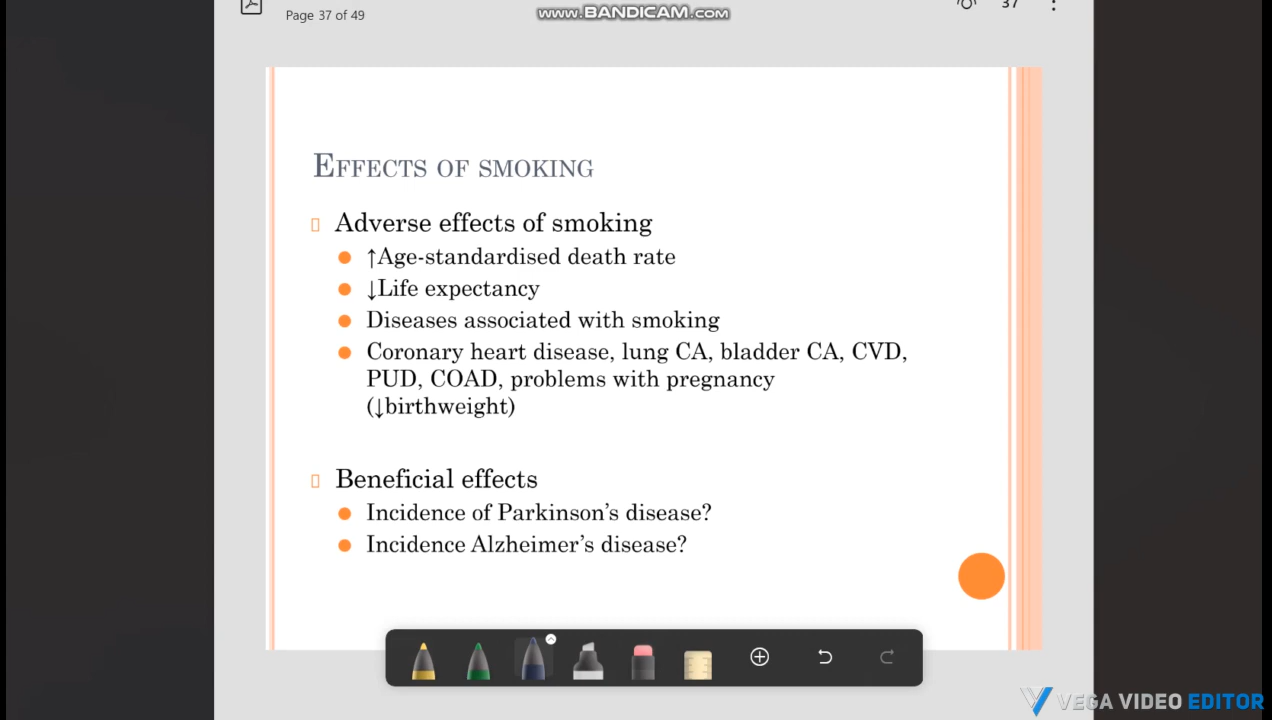 Page 37 of 49
www.BANDICAM.com
37
EFFECTS OF SMOKING
Adverse effects of smoking
↑Age-standardised death rate
↓Life expectancy
Diseases associated with smoking
Coronary heart disease, lung CA, bladder CA, CVD,
PUD, COAD, problems with pregnancy
(↓birthweight)
Beneficial effects
Incidence of Parkinson’s disease?
Incidence Alzheimer’s disease?
VEGA VIDEO EDITOR